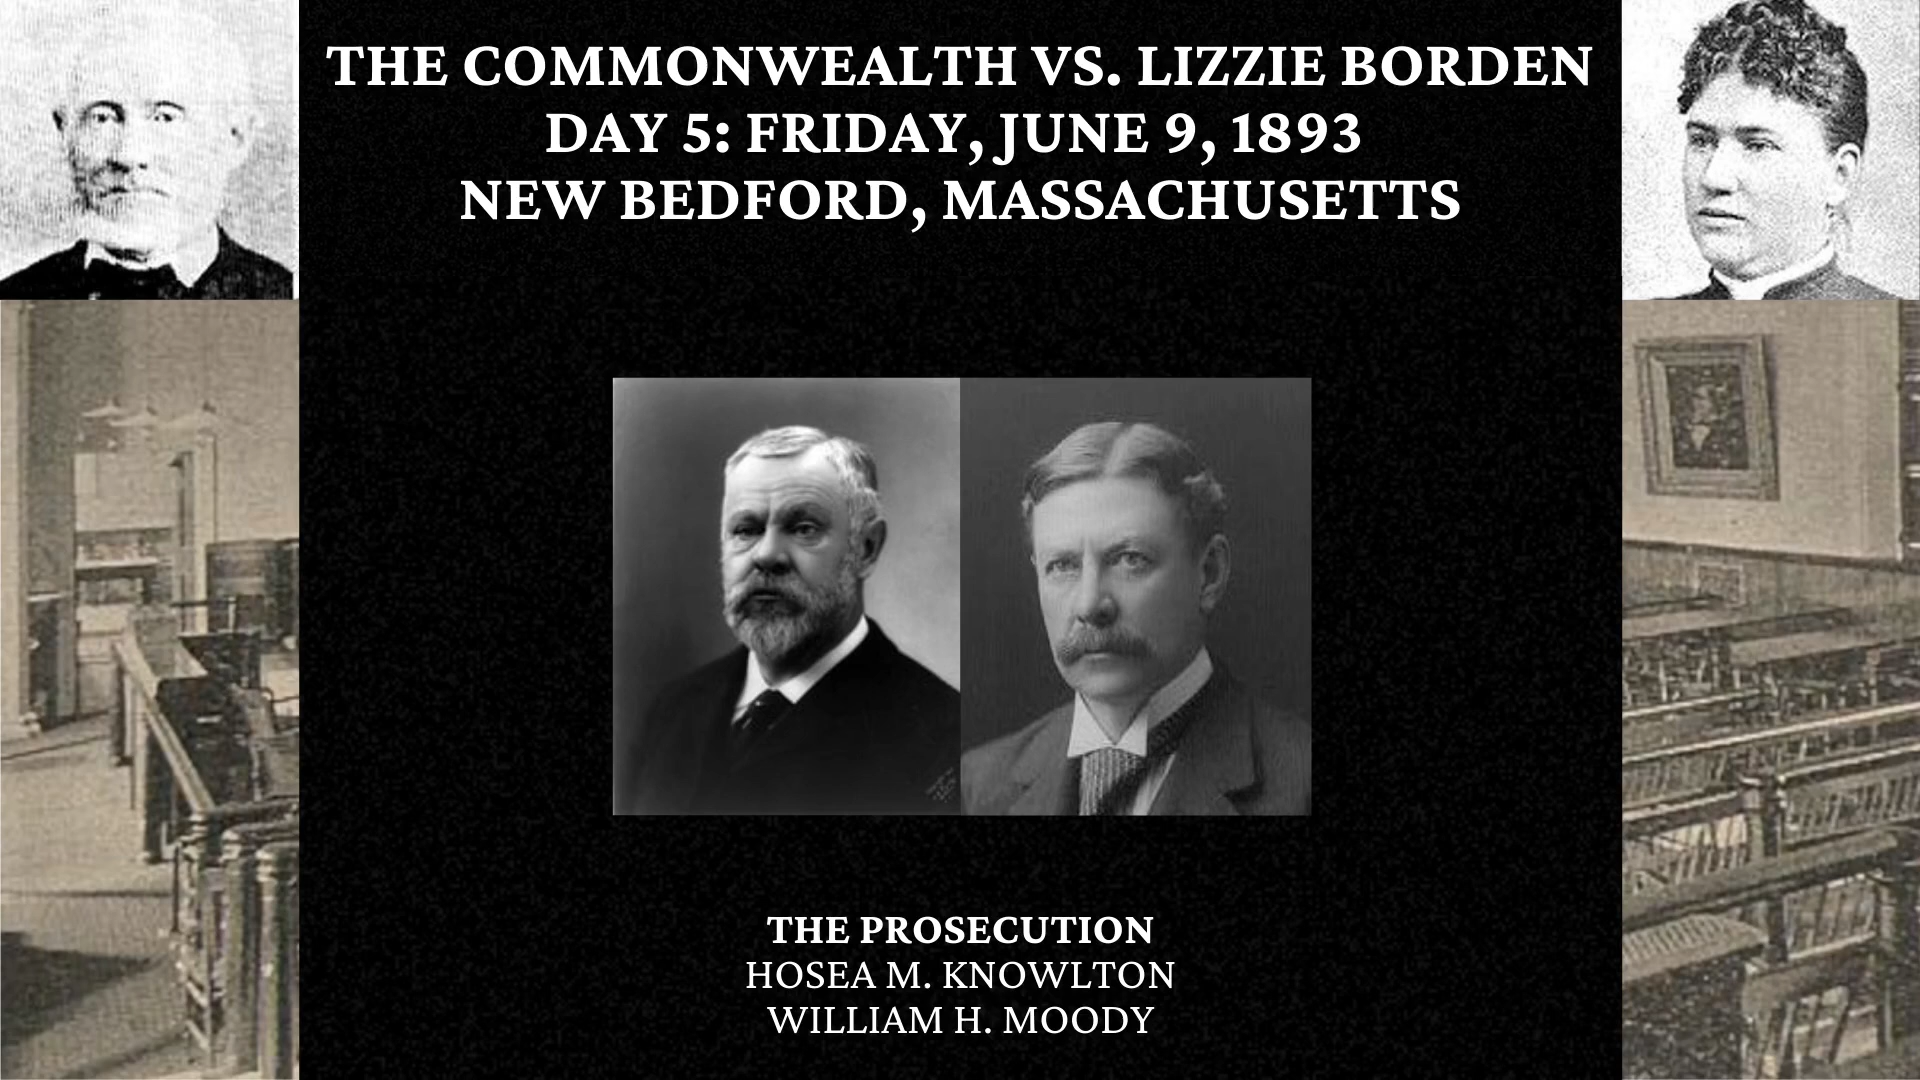 THE COMMONWEALTH VS. LIZZIE BORDEN
DAY 5: FRIDAY, JUNE 9, 1893
NEW BEDFORD, MASSACHUSETTS
THE PROSECUTION
HOSEA M. KNOWLTON
WILLIAM H. MOODY